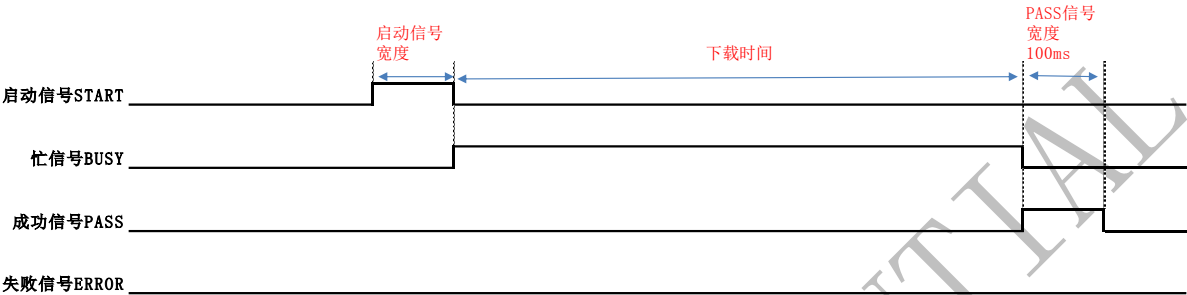 PASS信号
宽度
100ms
启动信号
宽度
下载时间
启动信号START
忙信号BUSY
成功信号PASS
失败信号ERROR
NTIAL